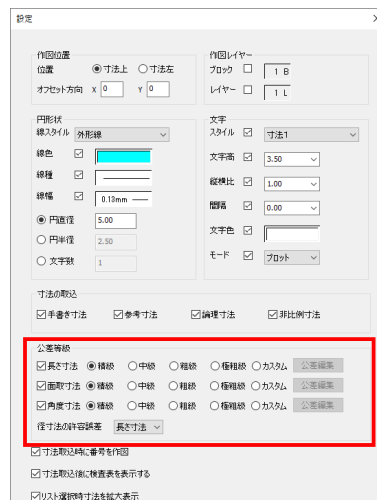 設定
作図位置
位置 寸法上 寸法左
オフセット方向 X 0 Y 0
作図レイヤー
ブロック 1 B
レイヤー 1 L
円形状
線スタイル 外形線
線色
線種
線幅 0.13mm
円直径 5.00
円半径 2.50
文字数 1
文字
スタイル 寸法1
文字高 3.50
縦横比 1.00
間隔 0.00
文字色
モード プロット
寸法の取込
手書き寸法 参考寸法 論理寸法 非比例寸法
公差等級
長さ寸法 精級 中級 粗級 極粗級 カスタム 公差編集
面取寸法 精級 中級 粗級 極粗級 カスタム 公差編集
角度寸法 精級 中級 粗級 極粗級 カスタム 公差編集
径寸法の許容誤差 長さ寸法
寸法取込時に番号を作図
寸法取込後に検査表を表示する
リスト選択時寸法を拡大表示